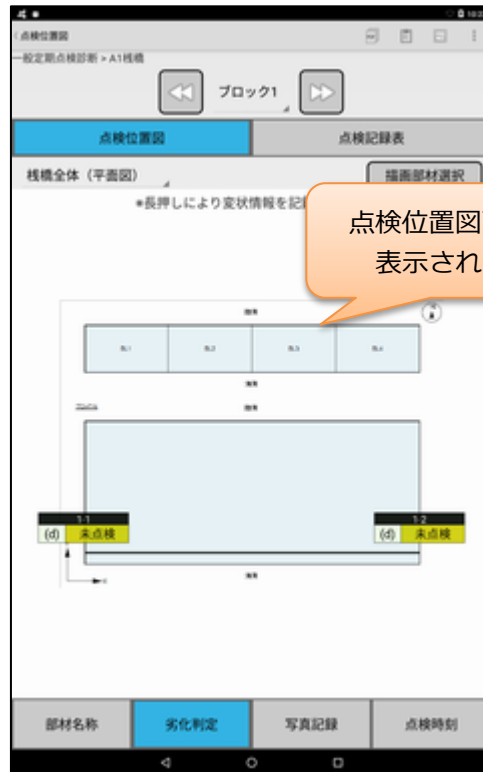 点検位置図
一般定期点検診断 > A1桟橋
ブロック1
点検位置図
点検記録表
桟橋全体（平面図）
描画部材選択
*長押しにより変状情報を記
点検位置図
表示され
BL1
BL2
BL3
BL4
1-1
(d) 未点検
1-2
(d) 未点検
部材名称
劣化判定
写真記録
点検時刻